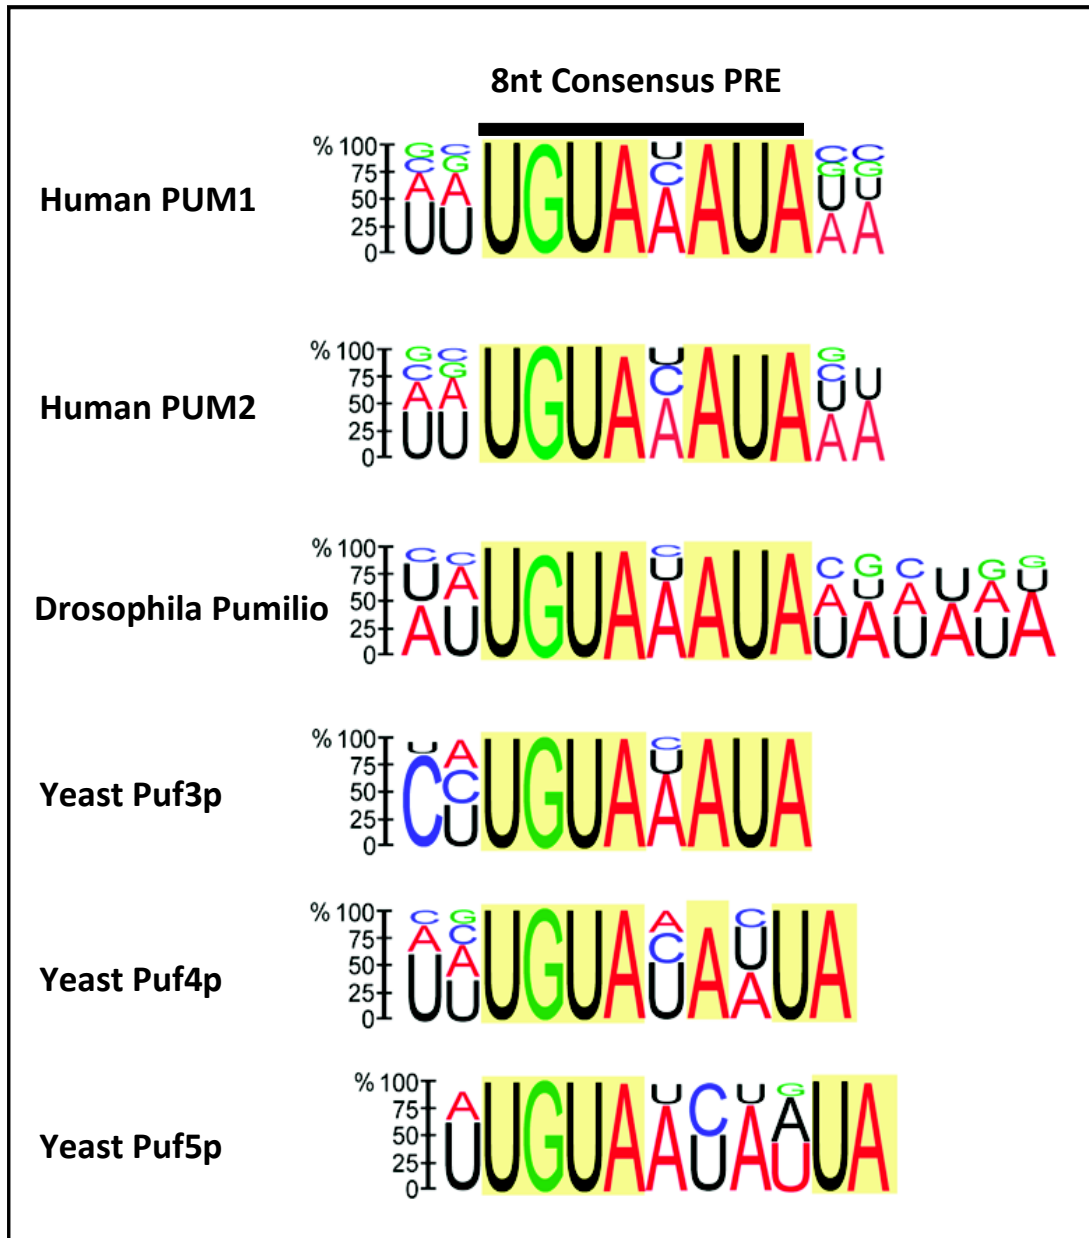 8nt Consensus PRE
Human PUM1
% 100
75
50
25
0
G C U C C
C G C G G
A A U U
U U U G U A A A U A A A
Human PUM2
% 100
75
50
25
0
G C U G
C G C C U
A A U
U U U G U A A A U A A A
Drosophila Pumilio
% 100
75
50
25
0
C C C C G C G G
U A U A U A U A U
A U U G U A A A U A U A U A U A
Yeast Puf3p
% 100
75
50
25
0
U A C
C U
C U U G U A A A U A
Yeast Puf4p
% 100
75
50
25
0
C G A C
A C C U
A
U U U G U A U A A U A
Yeast Puf5p
% 100
75
50
25
0
A U C U G
A
U U G U A A U A U U A